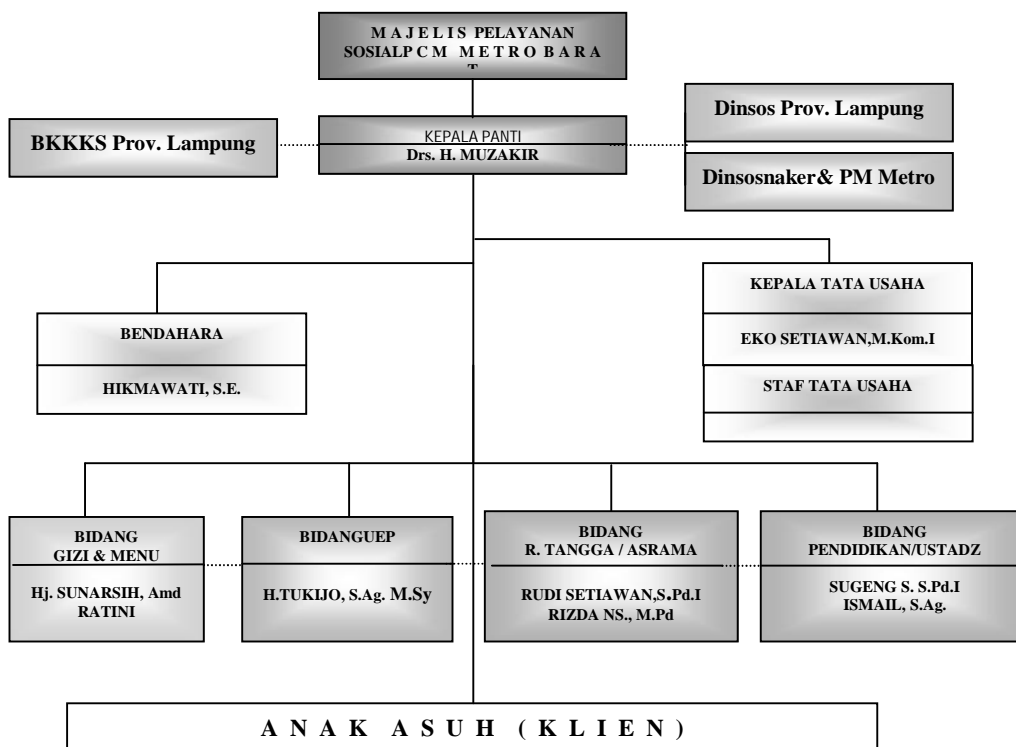 M A J E L I S PELAYANAN
SOSIALP C M M E T R O B A R A
T
Dinsos Prov. Lampung
BKKKS Prov. Lampung
KEPALA PANTI
Drs. H. MUZAKIR
Dinsosnaker& PM Metro
KEPALA TATA USAHA
EKO SETIAWAN,M.Kom.I
STAF TATA USAHA
BENDAHARA
HIKMAWATI, S.E.
BIDANG
GIZI & MENU
Hj. SUNARSIH, Amd
RATINI
BIDANGUEP
H.TUKIJO, S.Ag. M.Sy
BIDANG
R. TANGGA / ASRAMA
RUDI SETIAWAN,S.Pd.I
RIZDA NS., M.Pd
BIDANG
PENDIDIKAN/USTADZ
SUGENG S. S.Pd.I
ISMAIL, S.Ag.
A N A K A S U H ( K L I E N )